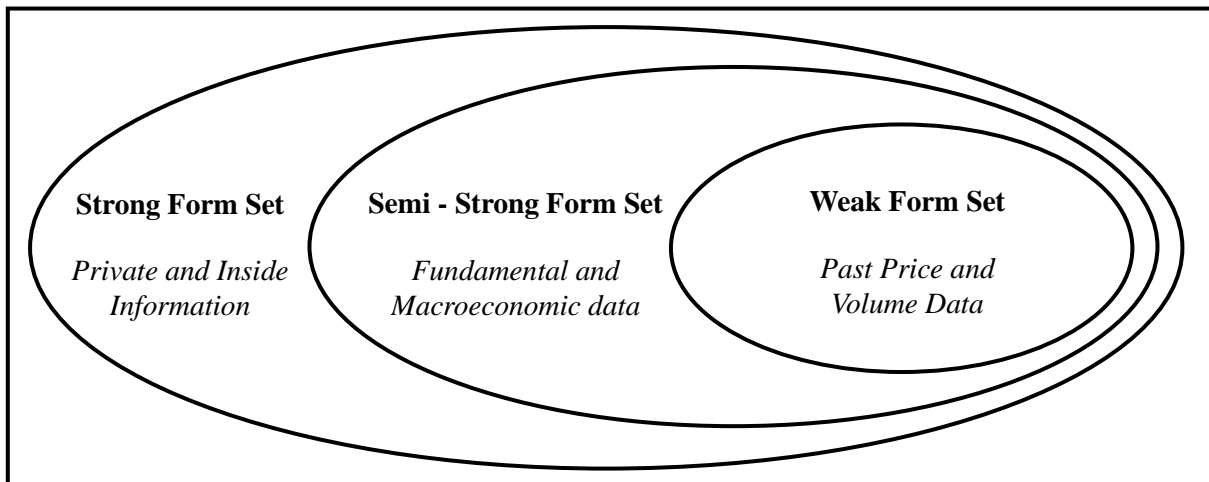 Strong Form Set
Private and Inside
Information
Semi - Strong Form Set
Fundamental and
Macroeconomic data
Weak Form Set
Past Price and
Volume Data